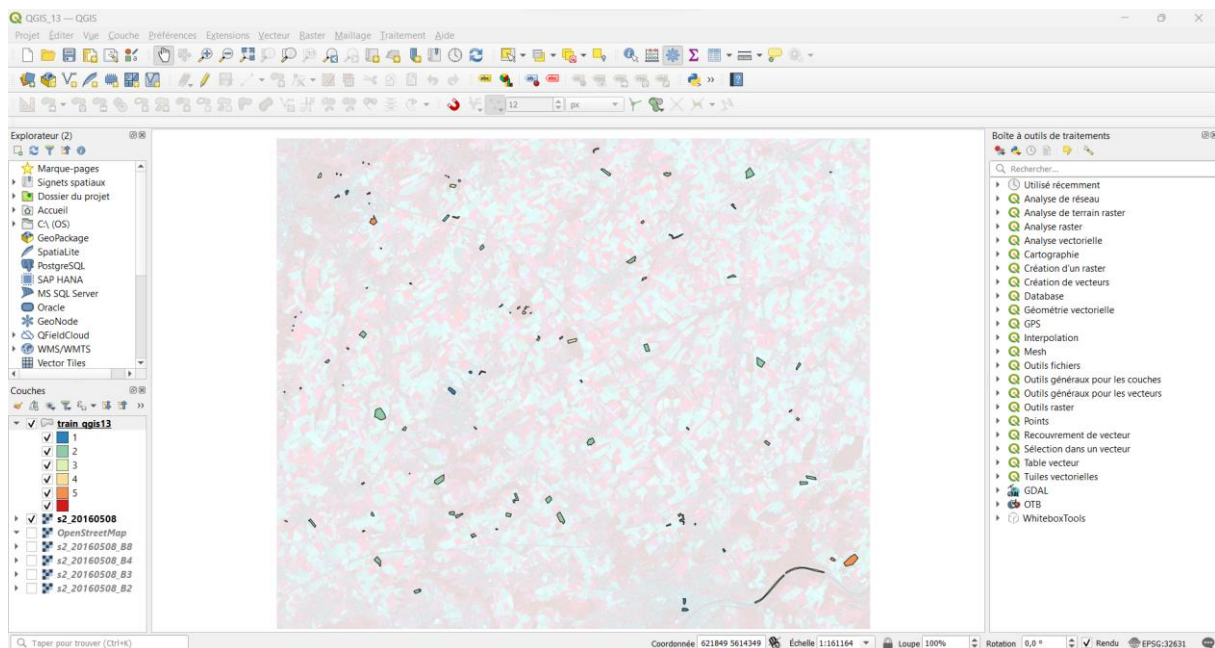 QGIS_13 — QGIS
Projet Éditer Vue Couche Préférences Extensions Vecteur Raster Maillage Traitement Aide
12 px
Explorateur (2)
Marque-pages
Signets spatiaux
Dossier du projet
Accueil
C:\ (OS)
GeoPackage
SpatiaLite
PostgreSQL
SAP HANA
MS SQL Server
Oracle
GeoNode
QFieldCloud
WMS/WMTS
Vector Tiles
Couches
train_qgis13
1
2
3
4
5
s2_20160508
OpenStreetMap
s2_20160508_B8
s2_20160508_B4
s2_20160508_B3
s2_20160508_B2
Boîte à outils de traitements
Rechercher...
Utilisé récemment
Analyse de réseau
Analyse de terrain raster
Analyse raster
Analyse vectorielle
Cartographie
Création d'un raster
Création de vecteurs
Database
Géométrie vectorielle
GPS
Interpolation
Mesh
Outils fichiers
Outils généraux pour les couches
Outils généraux pour les vecteurs
Outils raster
Points
Recouvrement de vecteur
Sélection dans un vecteur
Table vecteur
Tuiles vectorielles
GDAL
OTB
WhiteboxTools
Taper pour trouver (Ctrl+K)
Coordonnée 621849 5614349 Échelle 1:161164 Loupe 100% Rotation 0,0 ° Rendu EPSG:32631